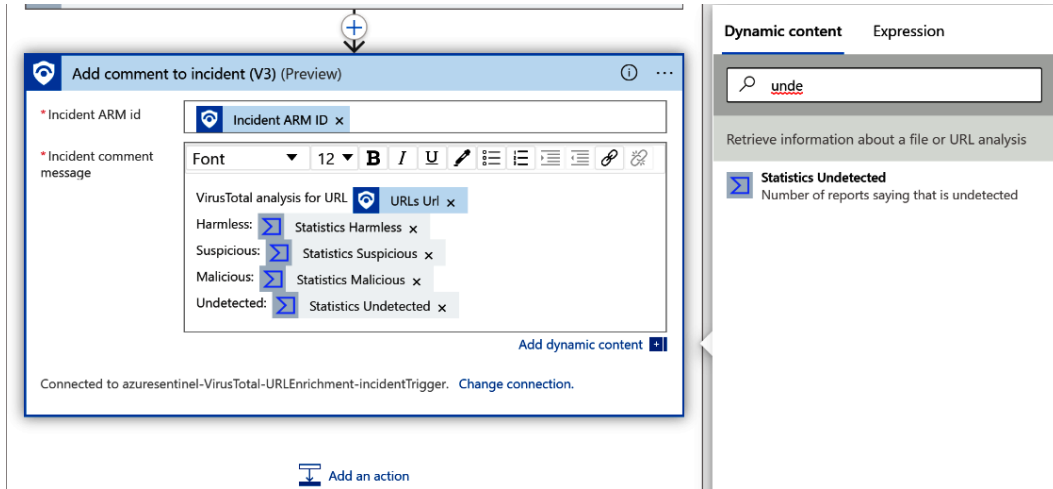 Add comment to incident (V3) (Preview)
* Incident ARM id
Incident ARM ID ×
* Incident comment
message
Font 12 B I U
VirusTotal analysis for URL URLs Url ×
Harmless: Statistics Harmless ×
Suspicious: Statistics Suspicious ×
Malicious: Statistics Malicious ×
Undetected: Statistics Undetected ×
Add dynamic content
Connected to azuresentinel-VirusTotal-URLEnrichment-incidentTrigger. Change connection.
Add an action
Dynamic content Expression
unde
Retrieve information about a file or URL analysis
Statistics Undetected
Number of reports saying that is undetected